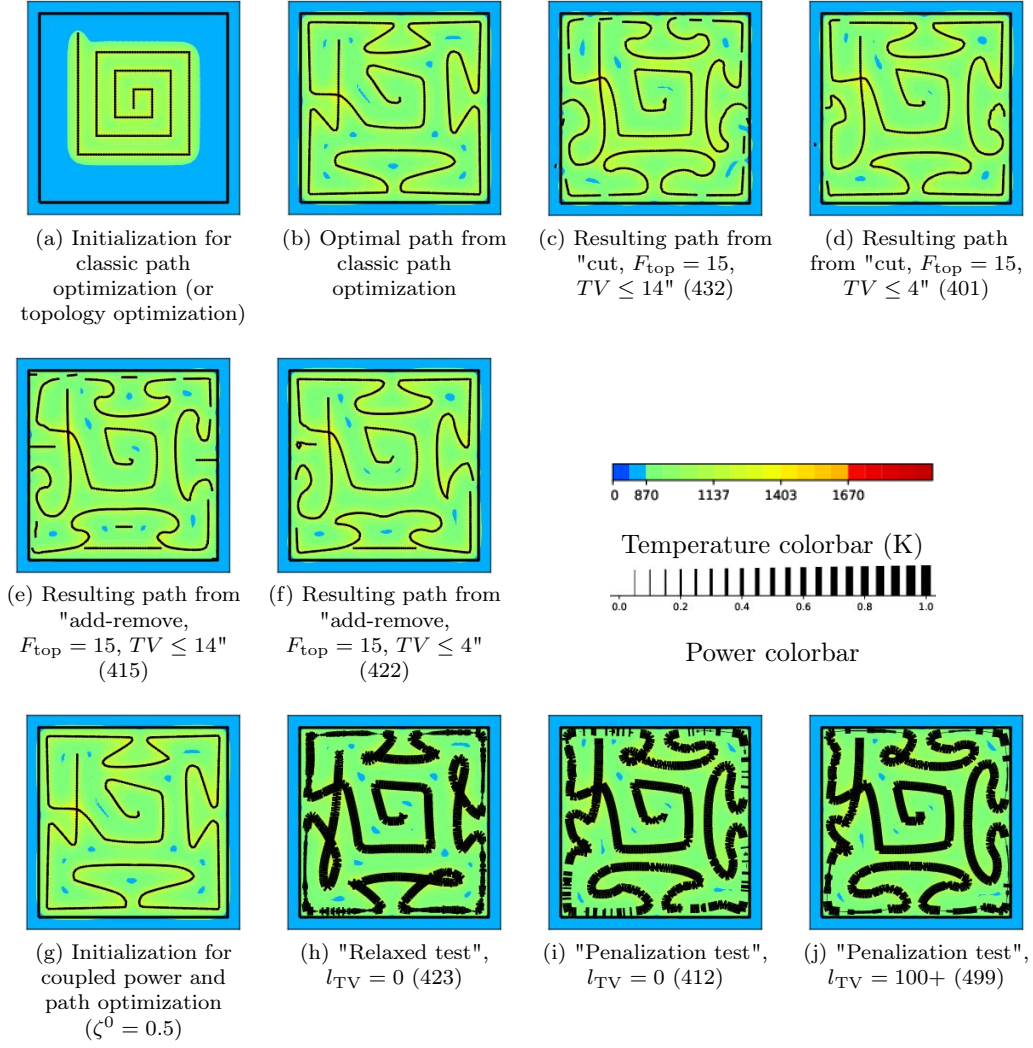 (a) Initialization for
classic path
optimization (or
topology optimization)
(b) Optimal path from
classic path
optimization
(c) Resulting path from
"cut, F_top = 15,
TV ≤ 14" (432)
(d) Resulting path
from "cut, F_top = 15,
TV ≤ 4" (401)
(e) Resulting path from
"add-remove,
F_top = 15, TV ≤ 14"
(415)
(f) Resulting path from
"add-remove,
F_top = 15, TV ≤ 4"
(422)
0 870 1137 1403 1670
Temperature colorbar (K)
0.0 0.2 0.4 0.6 0.8 1.0
Power colorbar
(g) Initialization for
coupled power and
path optimization
(ζ⁰ = 0.5)
(h) "Relaxed test",
l_TV = 0 (423)
(i) "Penalization test",
l_TV = 0 (412)
(j) "Penalization test",
l_TV = 100+ (499)